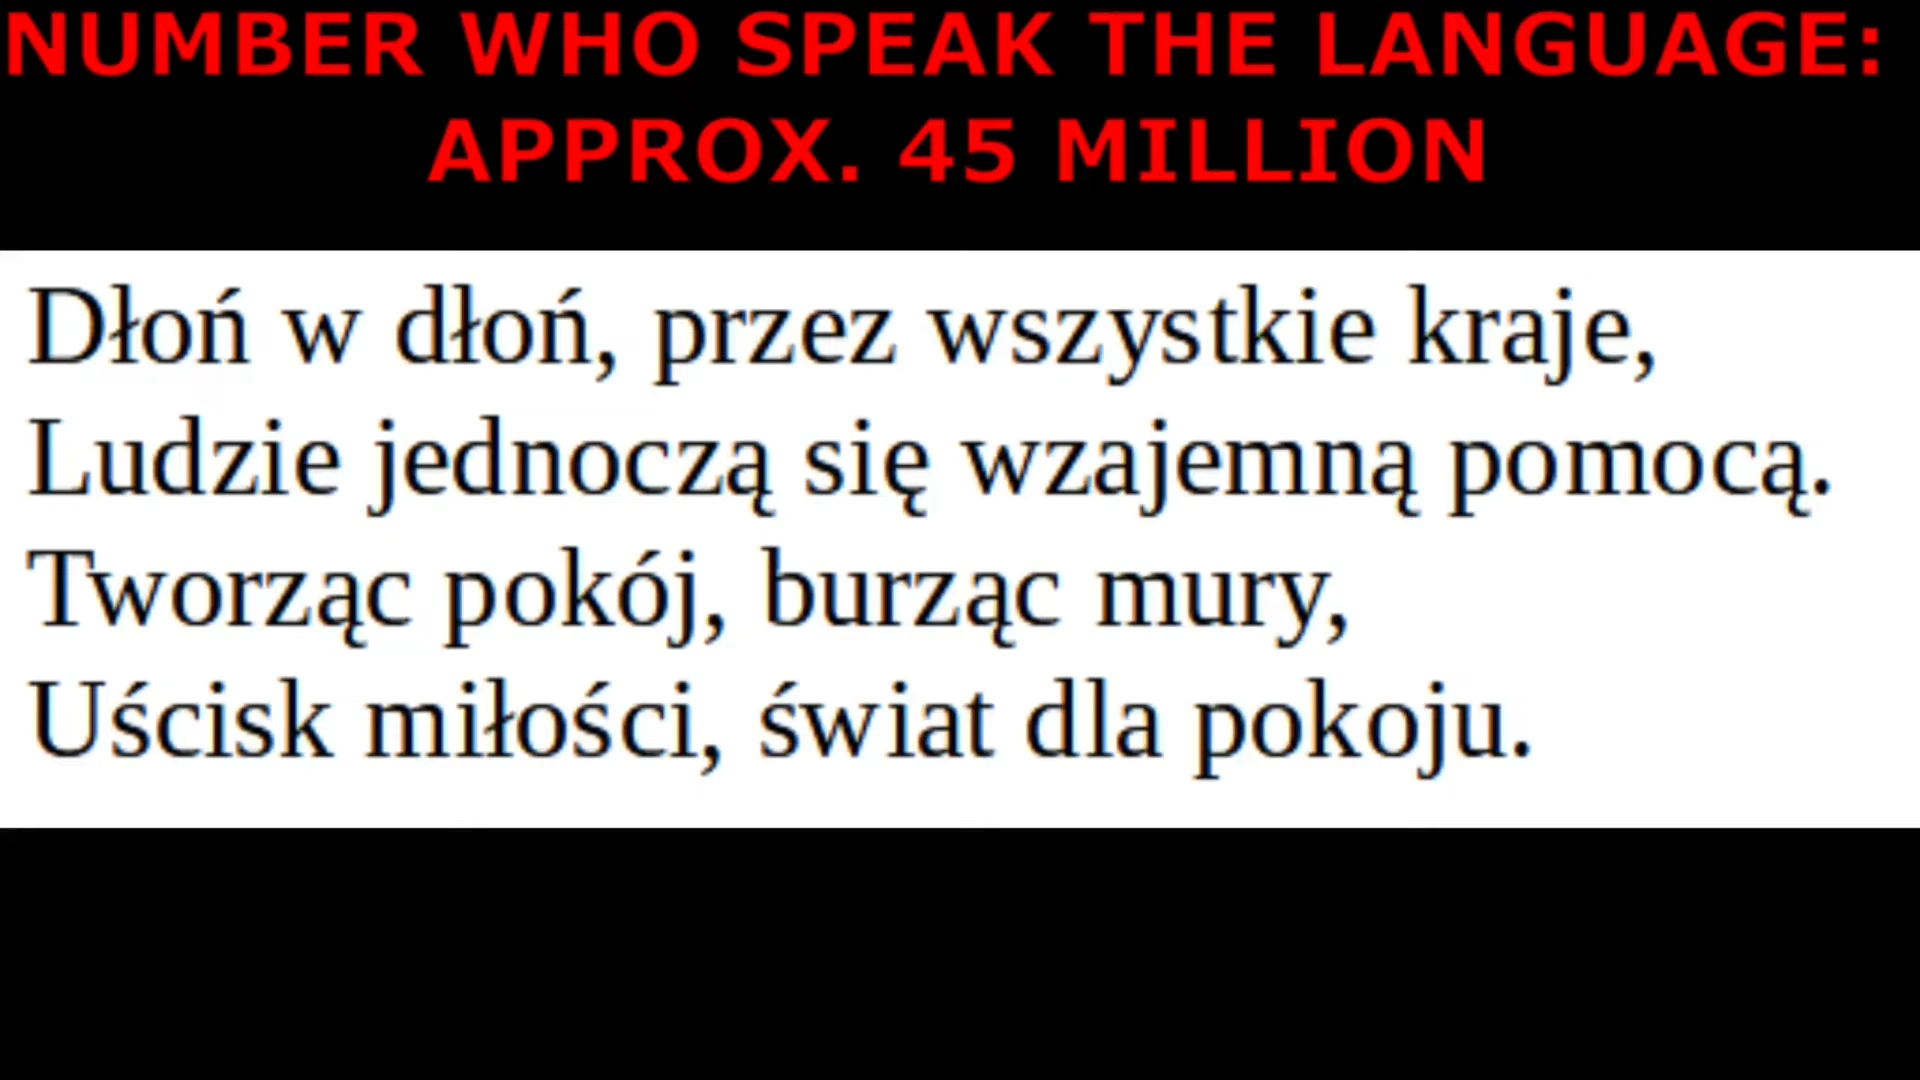 NUMBER WHO SPEAK THE LANGUAGE:
APPROX. 45 MILLION
Dłoń w dłoń, przez wszystkie kraje,
Ludzie jednoczą się wzajemną pomocą.
Tworząc pokój, burząc mury,
Uścisk miłości, świat dla pokoju.